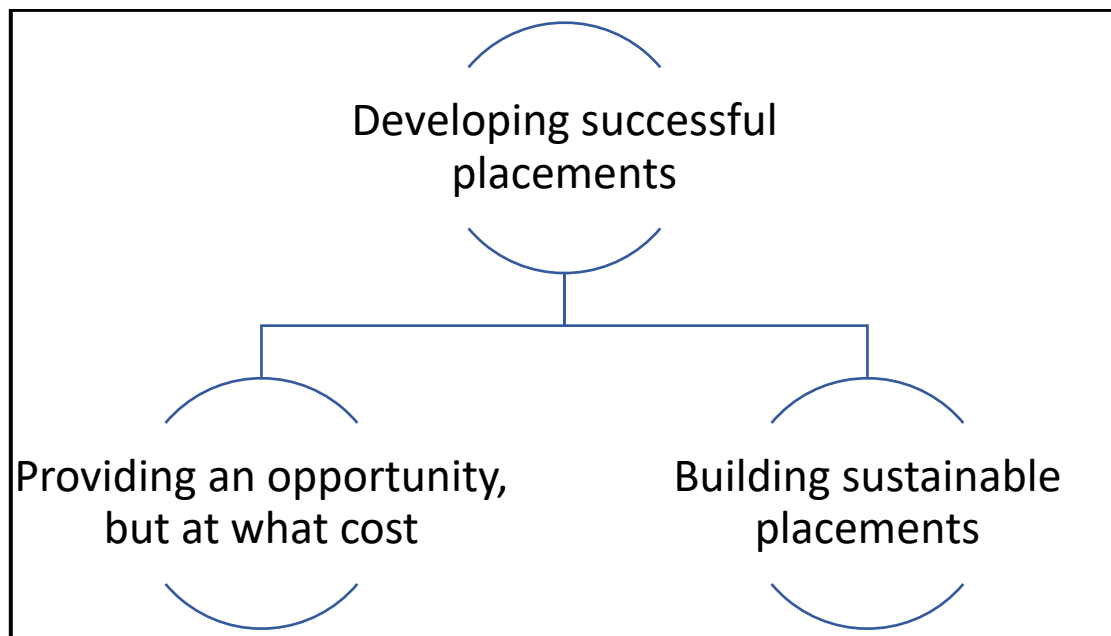 Developing successful
placements
Providing an opportunity,
but at what cost
Building sustainable
placements